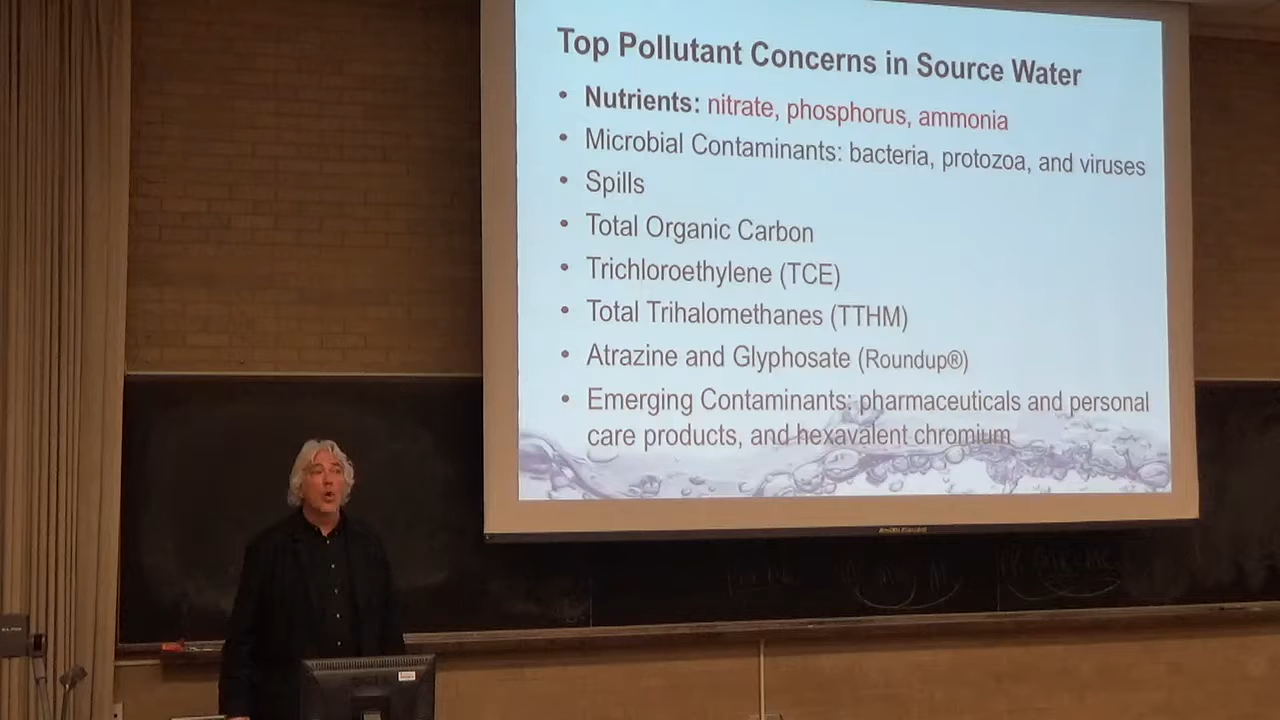 Top Pollutant Concerns in Source Water
• Nutrients: nitrate, phosphorus, ammonia
• Microbial Contaminants: bacteria, protozoa, and viruses
• Spills
• Total Organic Carbon
• Trichloroethylene (TCE)
• Total Trihalomethanes (TTHM)
• Atrazine and Glyphosate (Roundup®)
• Emerging Contaminants: pharmaceuticals and personal
care products, and hexavalent chromium